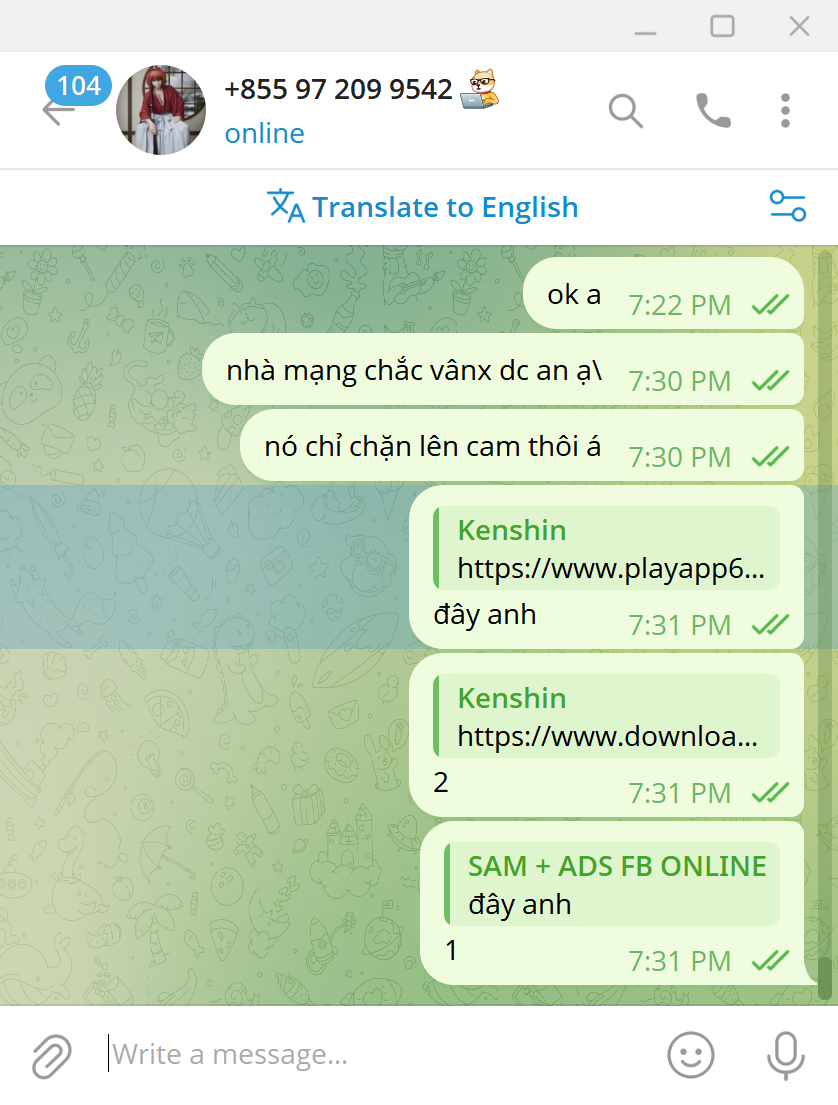 104
+855 97 209 9542
online
Translate to English
ok a 7:22 PM
nhà mạng chắc vânx dc an ạ\ 7:30 PM
nó chỉ chặn lên cam thôi á 7:30 PM
Kenshin
https://www.playapp6...
đây anh 7:31 PM
Kenshin
https://www.downloa...
2 7:31 PM
SAM + ADS FB ONLINE
đây anh
1 7:31 PM
Write a message...